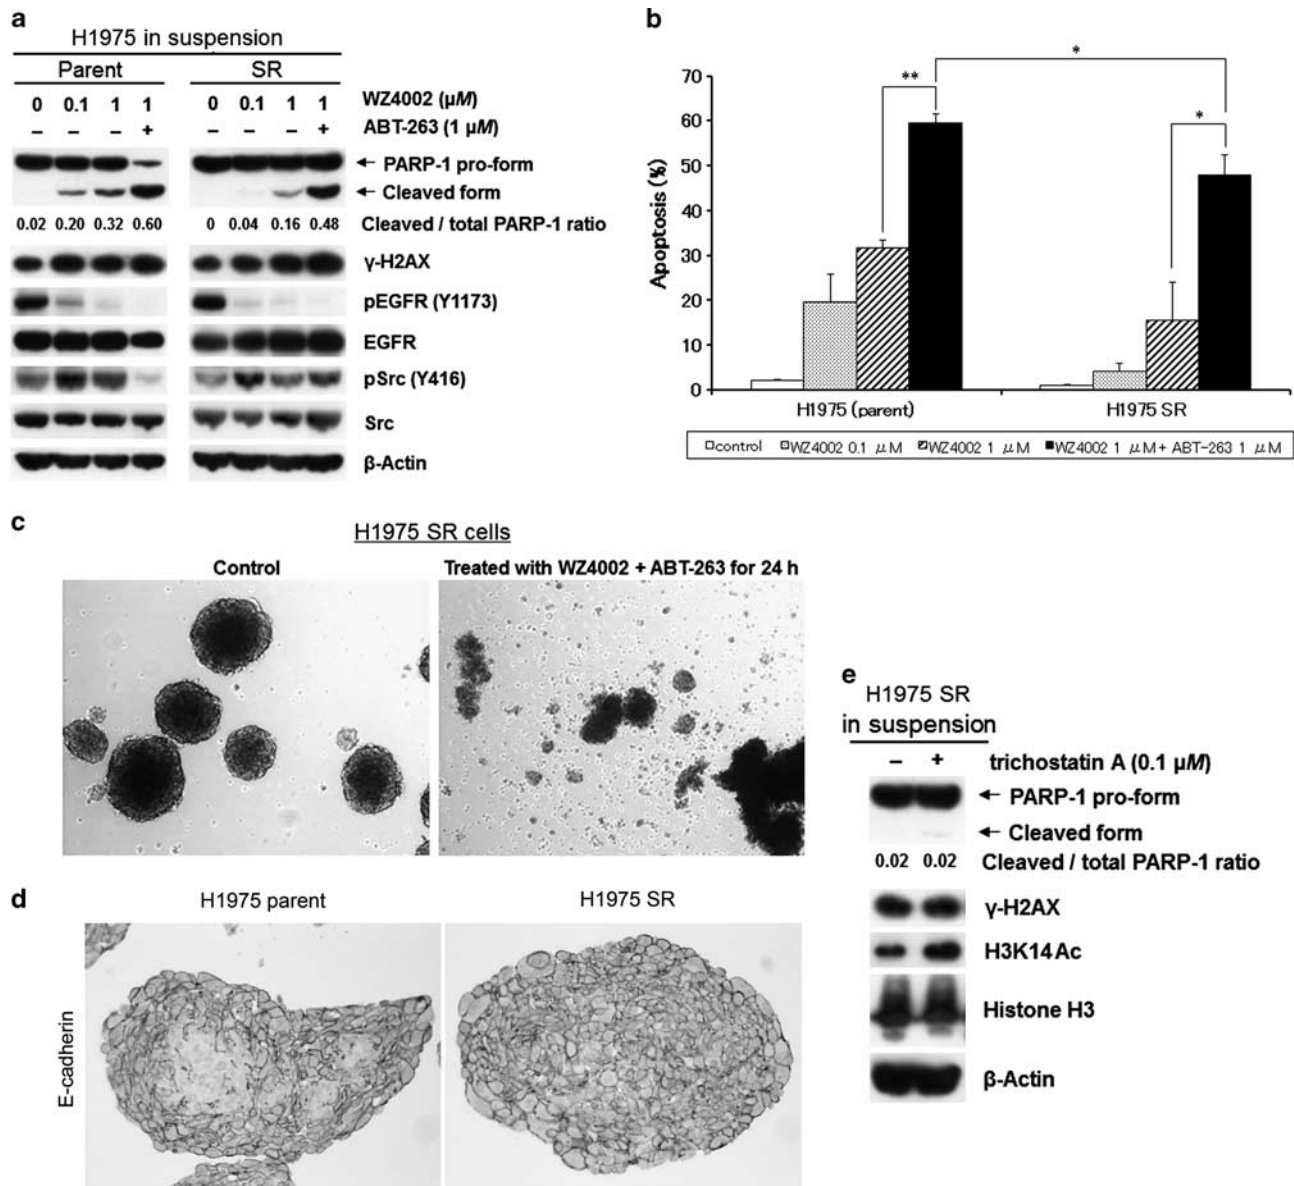 a
H1975 in suspension
Parent SR
0 0.1 1 1 0 0.1 1 1 WZ4002 (µM)
– – – + – – – + ABT-263 (1 µM)
← PARP-1 pro-form
← Cleaved form
0.02 0.20 0.32 0.60 0 0.04 0.16 0.48 Cleaved / total PARP-1 ratio
γ-H2AX
pEGFR (Y1173)
EGFR
pSrc (Y416)
Src
β-Actin
b
Apoptosis (%)
70
60
50
40
30
20
10
0
**
*
*
H1975 (parent) H1975 SR
control WZ4002 0.1 μM WZ4002 1 μM WZ4002 1 μM + ABT-263 1 μM
c
H1975 SR cells
Control Treated with WZ4002 + ABT-263 for 24 h
d
H1975 parent H1975 SR
E-cadherin
e
H1975 SR
in suspension
– + trichostatin A (0.1 µM)
← PARP-1 pro-form
← Cleaved form
0.02 0.02 Cleaved / total PARP-1 ratio
γ-H2AX
H3K14Ac
Histone H3
β-Actin